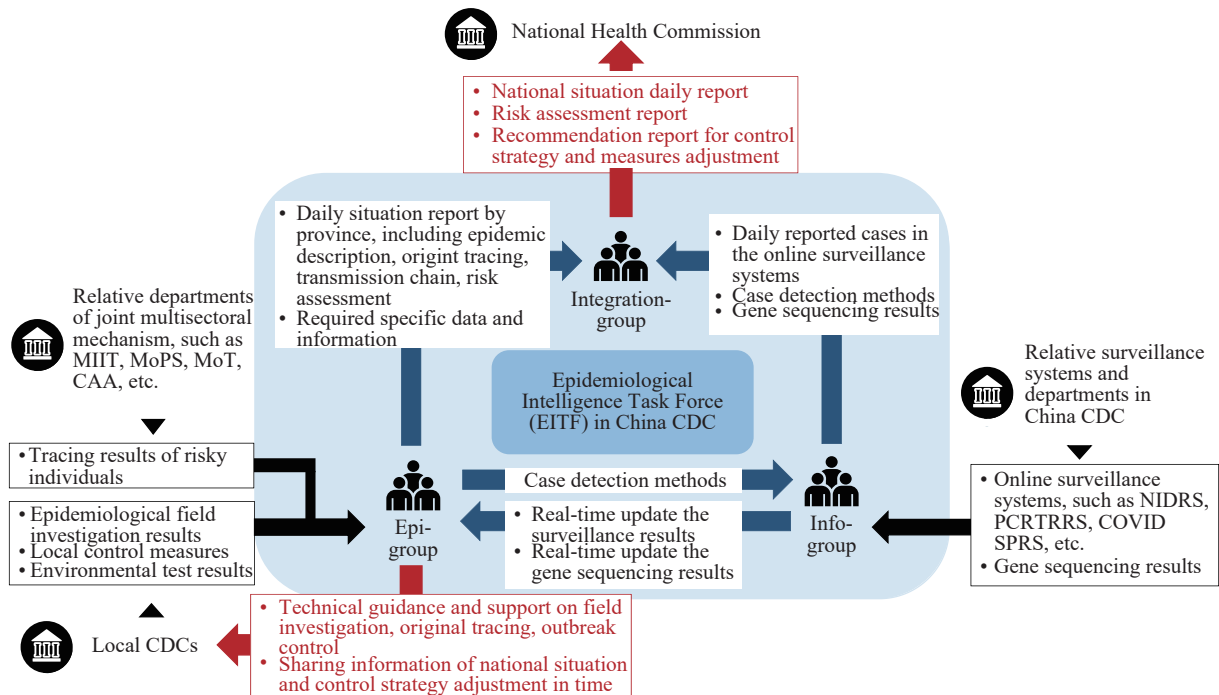 National Health Commission
• National situation daily report
• Risk assessment report
• Recommendation report for control
strategy and measures adjustment
• Daily situation report by
province, including epidemic
description, origint tracing,
transmission chain, risk
assessment
• Required specific data and
information
Integration-
group
• Daily reported cases in
the online surveillance
systems
• Case detection methods
• Gene sequencing results
Relative departments
of joint multisectoral
mechanism, such as
MIIT, MoPS, MoT,
CAA, etc.
Epidemiological
Intelligence Task Force
(EITF) in China CDC
Relative surveillance
systems and
departments in
China CDC
• Tracing results of risky
individuals
• Epidemiological field
investigation results
• Local control measures
• Environmental test results
Epi-
group
Case detection methods
• Real-time update the
surveillance results
• Real-time update the
gene sequencing results
Info-
group
• Online surveillance
systems, such as NIDRS,
PCRTRRS, COVID
SPRS, etc.
• Gene sequencing results
Local CDCs
• Technical guidance and support on field
investigation, original tracing, outbreak
control
• Sharing information of national situation
and control strategy adjustment in time